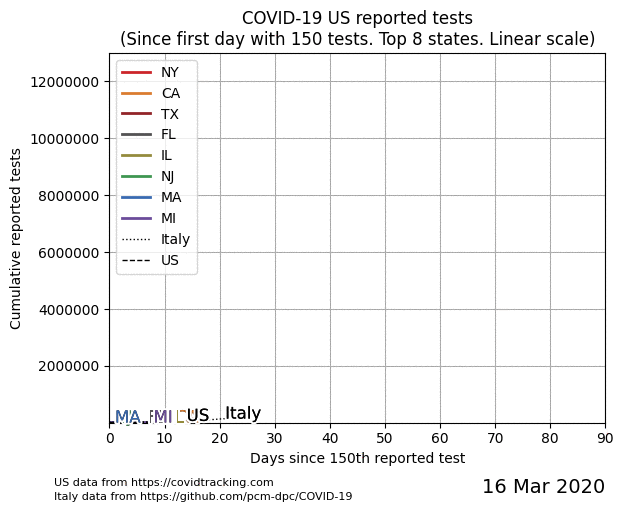 COVID-19 US reported tests
(Since first day with 150 tests. Top 8 states. Linear scale)
Cumulative reported tests
12000000
10000000
8000000
6000000
4000000
2000000
NY
CA
TX
FL
IL
NJ
MA
MI
Italy
US
MA
MI
US
Italy
0 10 20 30 40 50 60 70 80 90
Days since 150th reported test
US data from https://covidtracking.com
Italy data from https://github.com/pcm-dpc/COVID-19
16 Mar 2020